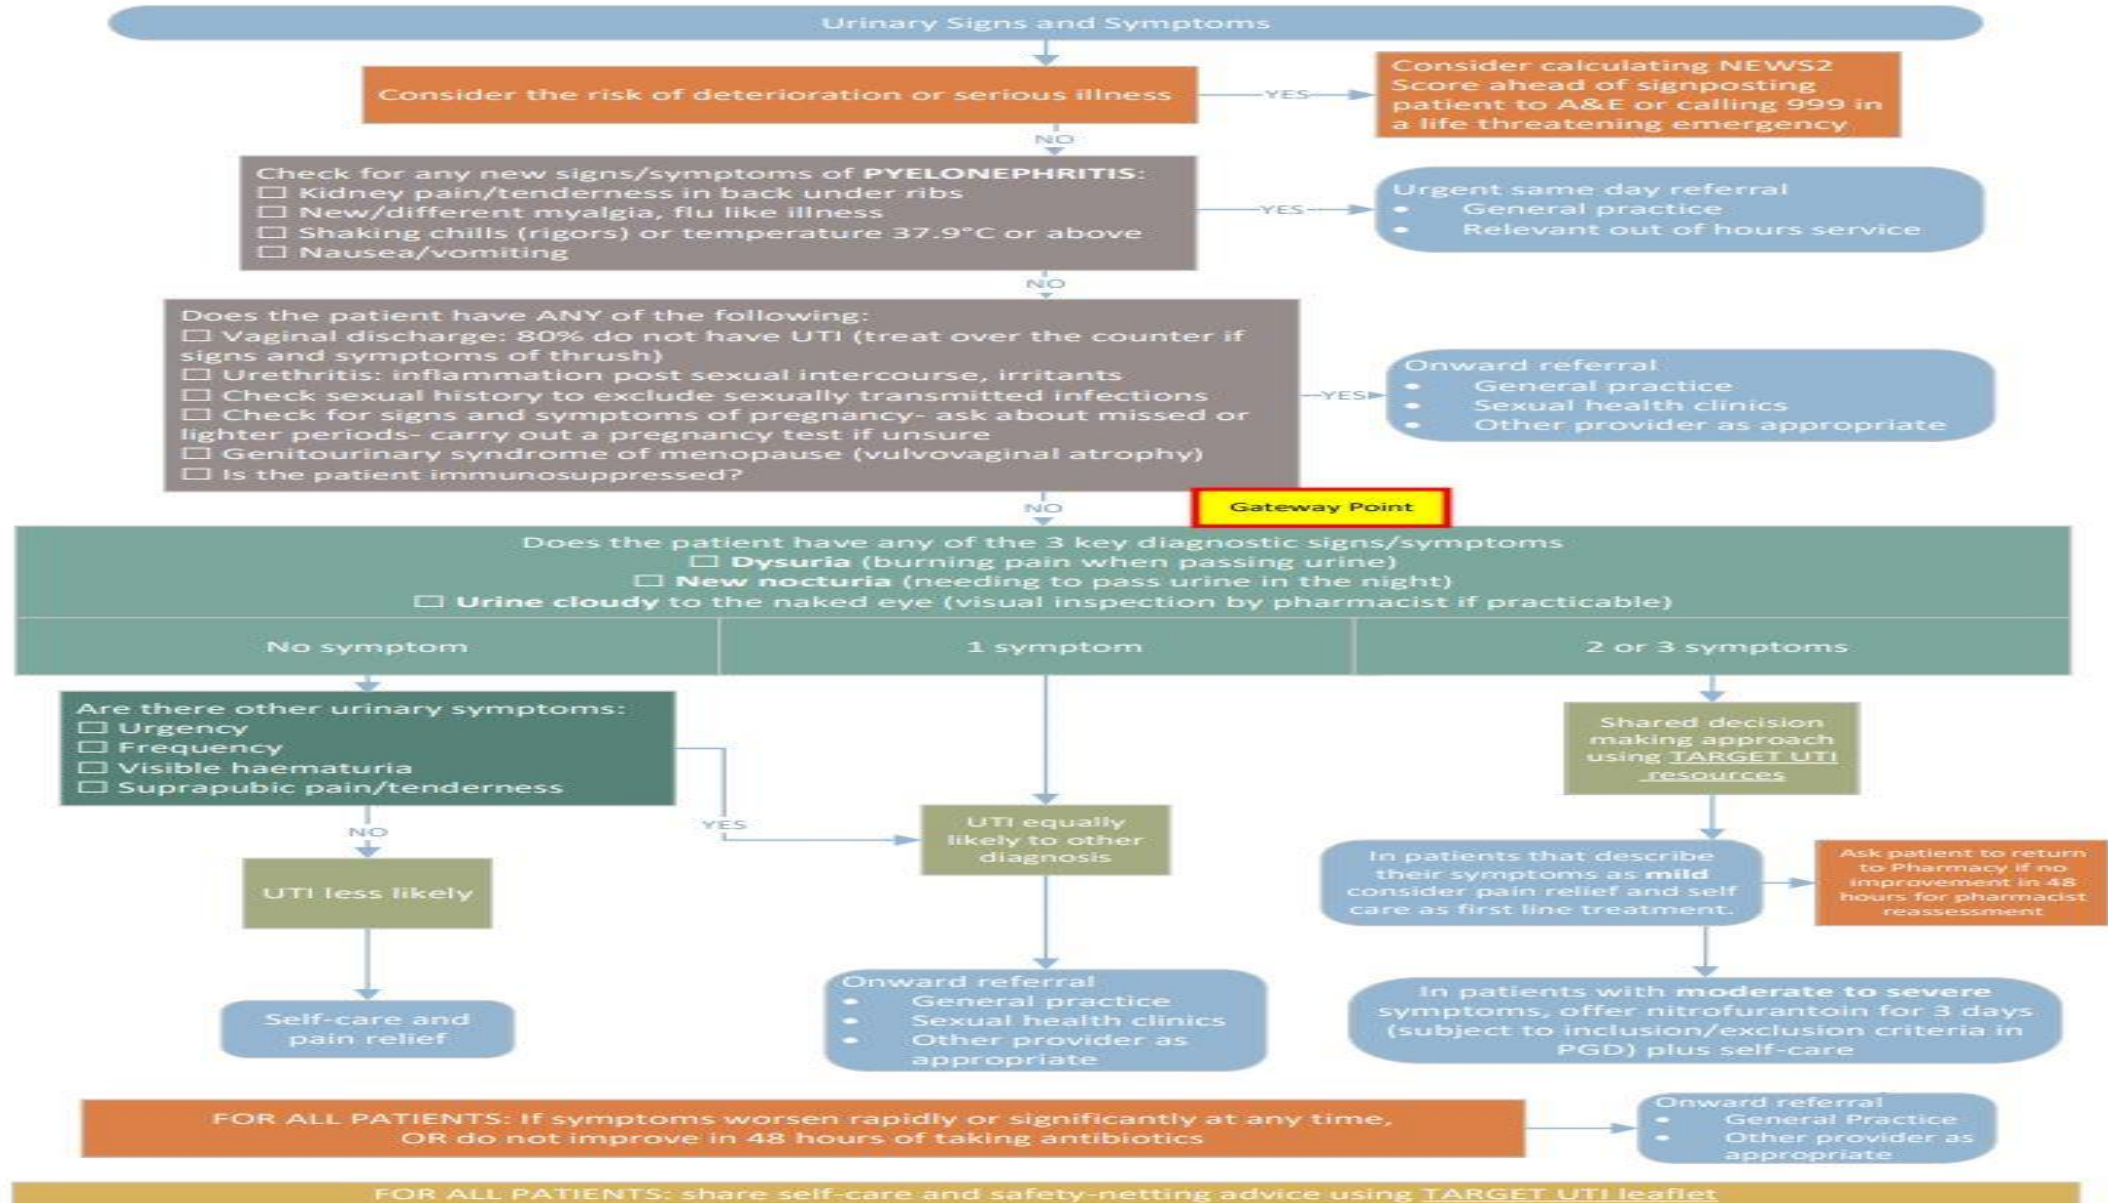 Urinary Signs and Symptoms
Consider the risk of deterioration or serious illness
YES
Consider calculating NEWS2
Score ahead of signposting
patient to A&E or calling 999 in
a life threatening emergency
NO
Check for any new signs/symptoms of PYELONEPHRITIS:
☐ Kidney pain/tenderness in back under ribs
☐ New/different myalgia, flu like illness
☐ Shaking chills (rigors) or temperature 37.9°C or above
☐ Nausea/vomiting
YES
Urgent same day referral
• General practice
• Relevant out of hours service
NO
Does the patient have ANY of the following:
☐ Vaginal discharge: 80% do not have UTI (treat over the counter if
signs and symptoms of thrush)
☐ Urethritis: inflammation post sexual intercourse, irritants
☐ Check sexual history to exclude sexually transmitted infections
☐ Check for signs and symptoms of pregnancy- ask about missed or
lighter periods- carry out a pregnancy test if unsure
☐ Genitourinary syndrome of menopause (vulvovaginal atrophy)
☐ Is the patient immunosuppressed?
YES
Onward referral
• General practice
• Sexual health clinics
• Other provider as appropriate
NO
Gateway Point
Does the patient have any of the 3 key diagnostic signs/symptoms
☐ Dysuria (burning pain when passing urine)
☐ New nocturia (needing to pass urine in the night)
☐ Urine cloudy to the naked eye (visual inspection by pharmacist if practicable)
No symptom
1 symptom
2 or 3 symptoms
Are there other urinary symptoms:
☐ Urgency
☐ Frequency
☐ Visible haematuria
☐ Suprapubic pain/tenderness
NO
YES
UTI less likely
Self-care and
pain relief
UTI equally
likely to other
diagnosis
Onward referral
• General practice
• Sexual health clinics
• Other provider as
appropriate
Shared decision
making approach
using TARGET UTI
resources
In patients that describe
their symptoms as mild
consider pain relief and self
care as first line treatment.
Ask patient to return
to Pharmacy if no
improvement in 48
hours for pharmacist
reassessment
In patients with moderate to severe
symptoms, offer nitrofurantoin for 3 days
(subject to inclusion/exclusion criteria in
PGD) plus self-care
FOR ALL PATIENTS: If symptoms worsen rapidly or significantly at any time,
OR do not improve in 48 hours of taking antibiotics
Onward referral
• General Practice
• Other provider as
appropriate
FOR ALL PATIENTS: share self-care and safety-netting advice using TARGET UTI leaflet